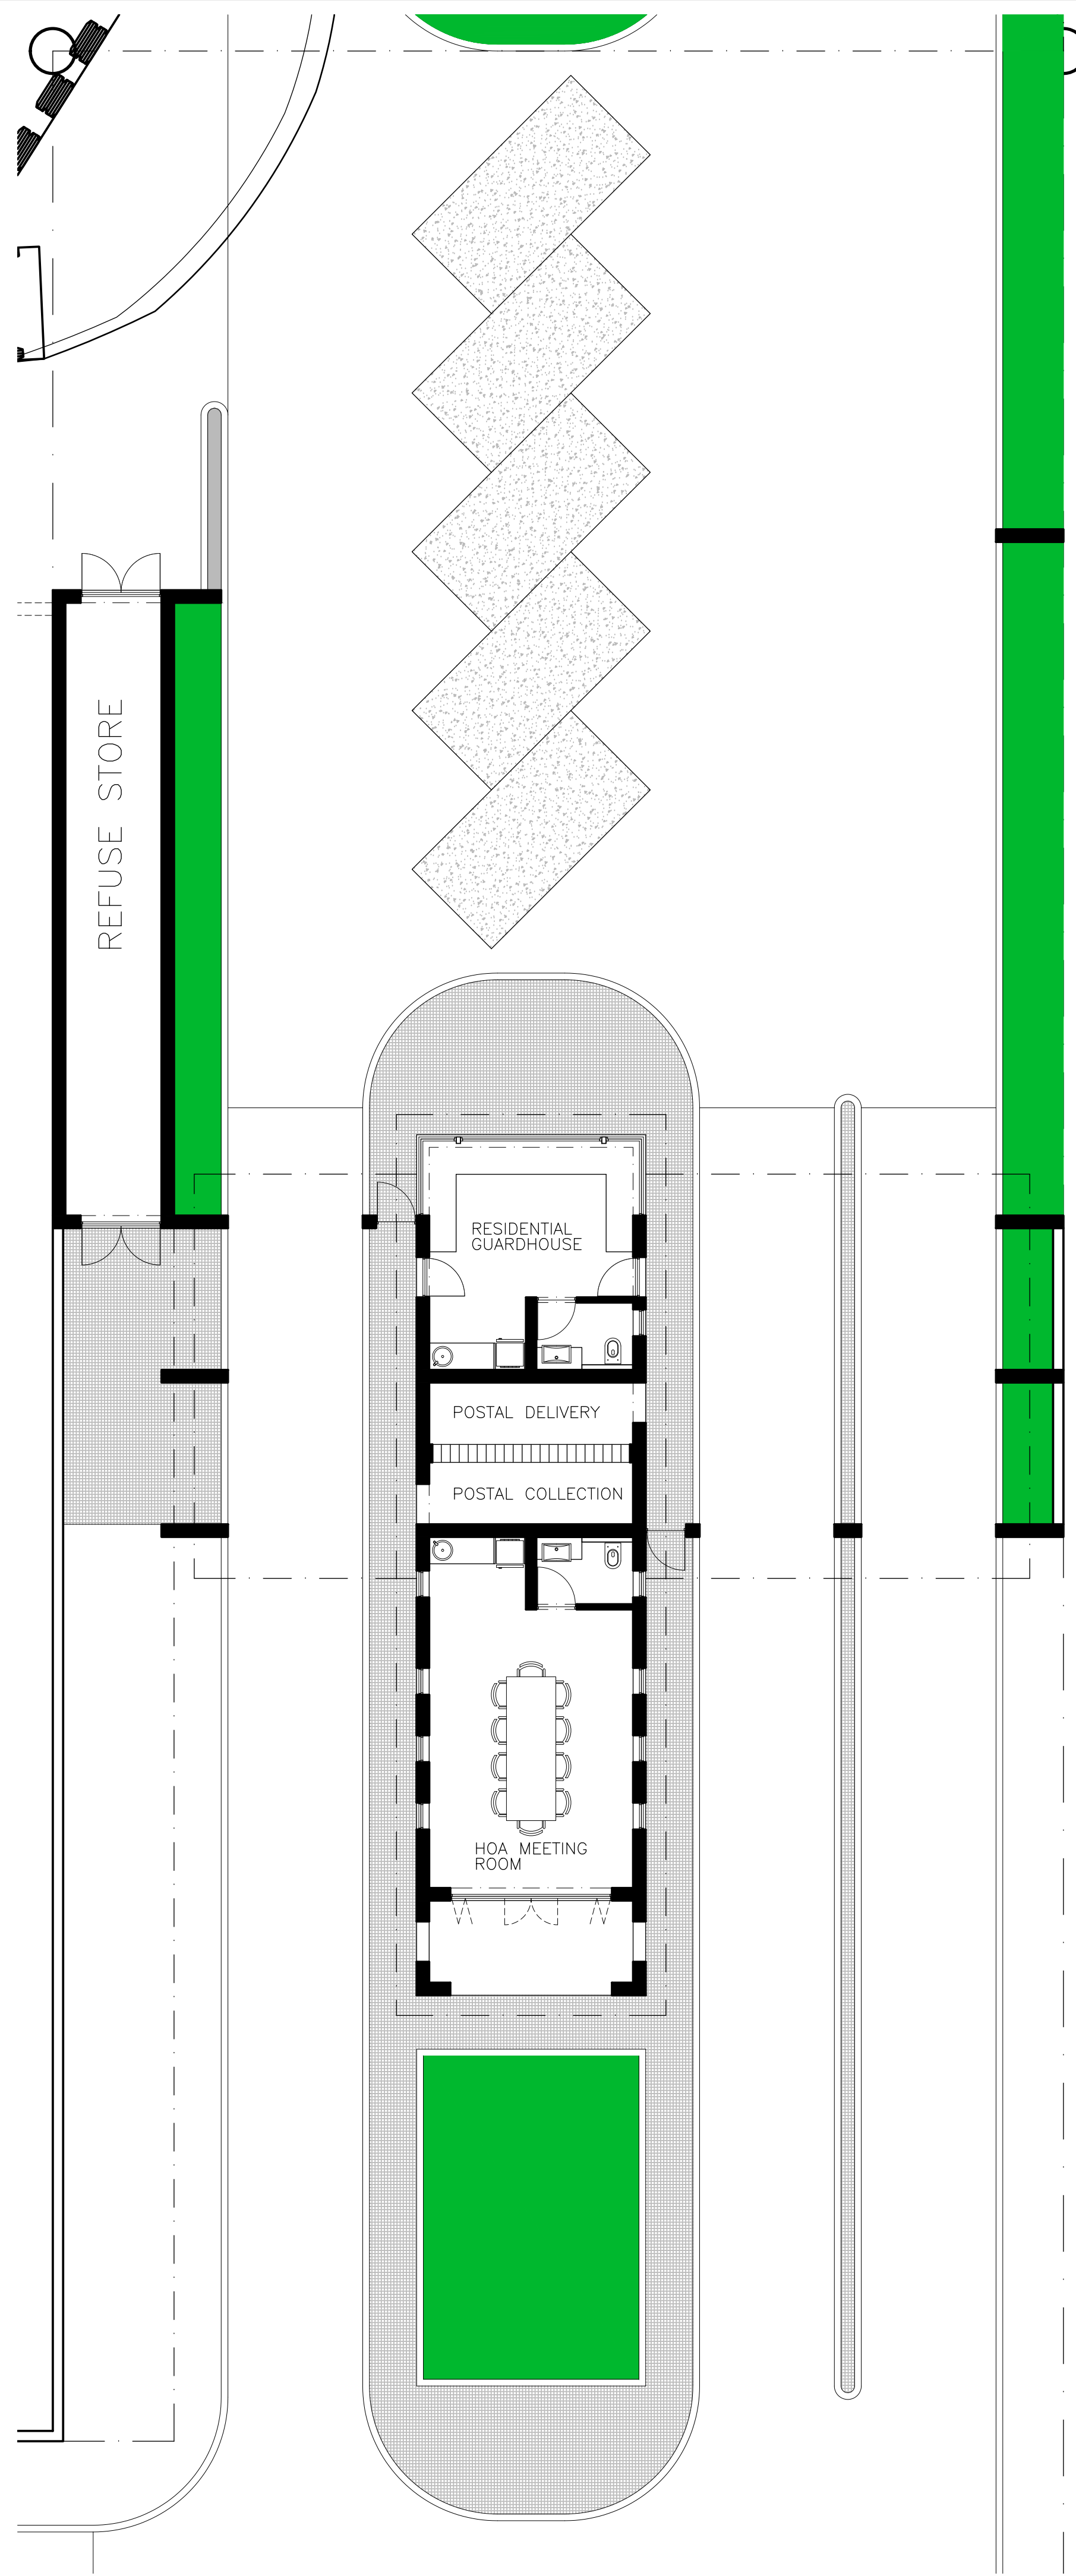 REFUSE STORE
RESIDENTIAL
GUARDHOUSE
POSTAL DELIVERY
POSTAL COLLECTION
HOA MEETING
ROOM